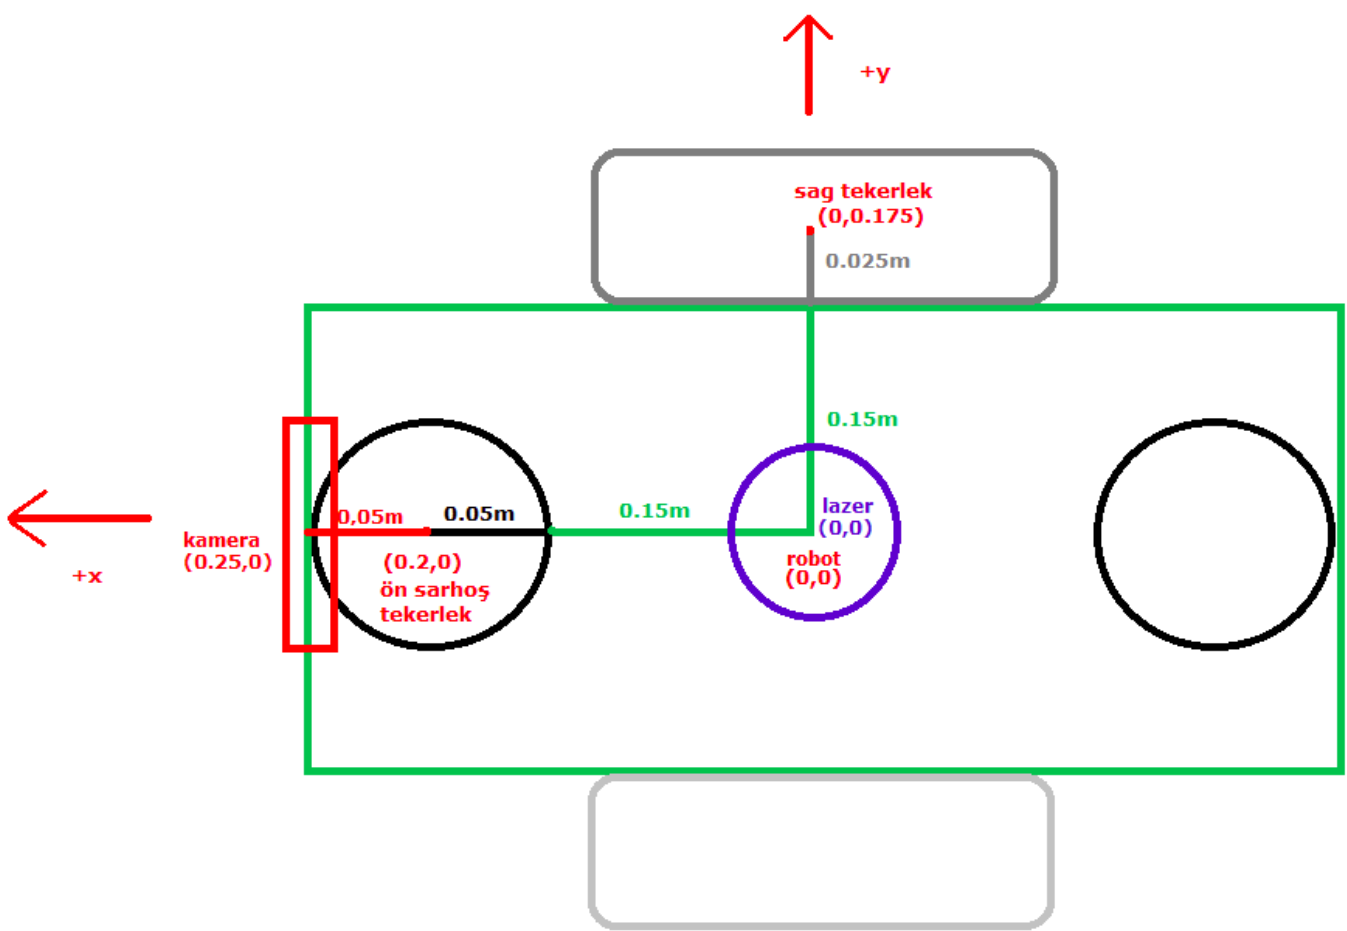 +y
sag tekerlek
(0,0.175)
0.025m
0.15m
0,05m
0.05m
0.15m
lazer
(0,0)
robot
(0,0)
kamera
(0.25,0)
(0.2,0)
ön sarhoş
tekerlek
+x